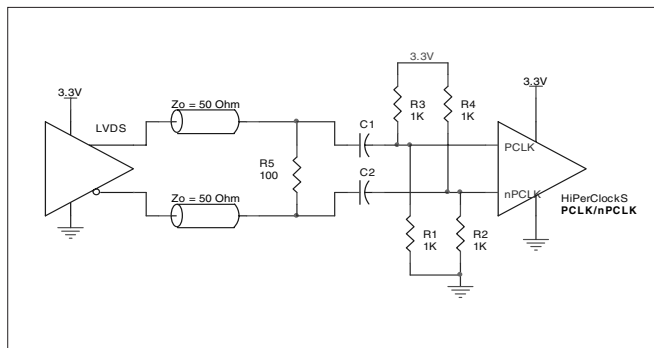 3.3V
3.3V
3.3V
Zo = 50 Ohm
LVDS
R3
1K
R4
1K
C1
PCLK
R5
100
C2
nPCLK
Zo = 50 Ohm
HiPerClockS
PCLK/nPCLK
R1
1K
R2
1K